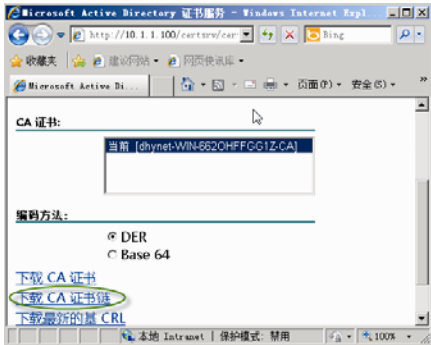 Microsoft Active Directory 证书服务 - Windows Internet Expl...
http://10.1.1.100/certsrv/cer
Bing
收藏夹 建议网站 网页快讯库
Microsoft Active Di...
页面(P) 安全(S) »
CA 证书:
当前 [dhynet-WIN-662OHFFGG1Z-CA]
编码方法:
DER
Base 64
下载 CA 证书
下载 CA 证书链
下载最新的基 CRL
本地 Intranet | 保护模式: 禁用
100%